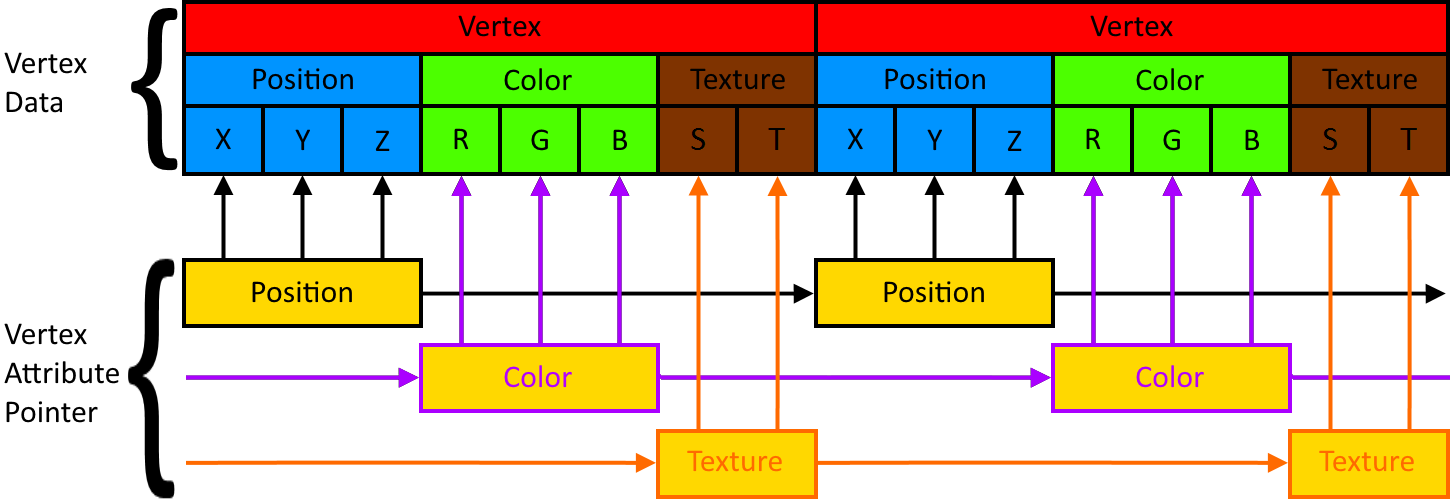 Vertex Data
Vertex Vertex
Position Color Texture Position Color Texture
X Y Z R G B S T X Y Z R G B S T
Vertex Attribute Pointer
Position Position
Color Color
Texture Texture